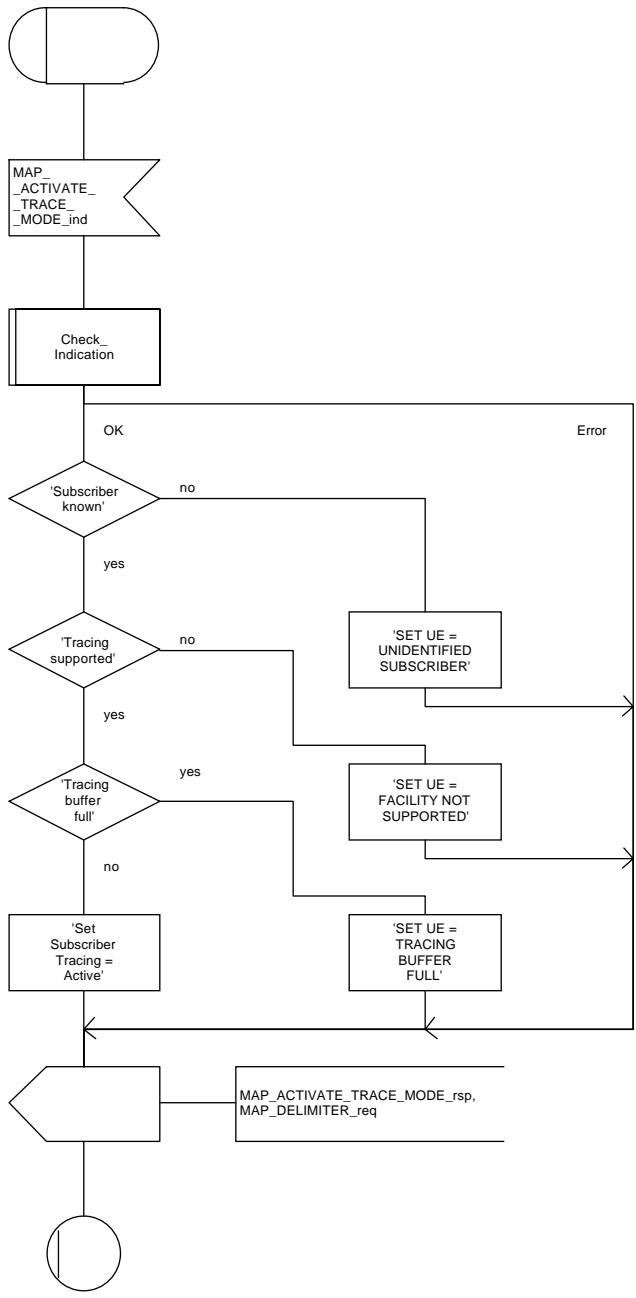 MAP_
_ACTIVATE_
_TRACE_
_MODE_ind
Check_
Indication
OK
Error
'Subscriber
known'
no
yes
'Tracing
supported'
no
'SET UE =
UNIDENTIFIED
SUBSCRIBER'
yes
'Tracing
buffer
full'
yes
'SET UE =
FACILITY NOT
SUPPORTED'
no
'Set
Subscriber
Tracing =
Active'
'SET UE =
TRACING
BUFFER
FULL'
MAP_ACTIVATE_TRACE_MODE_rsp,
MAP_DELIMITER_req